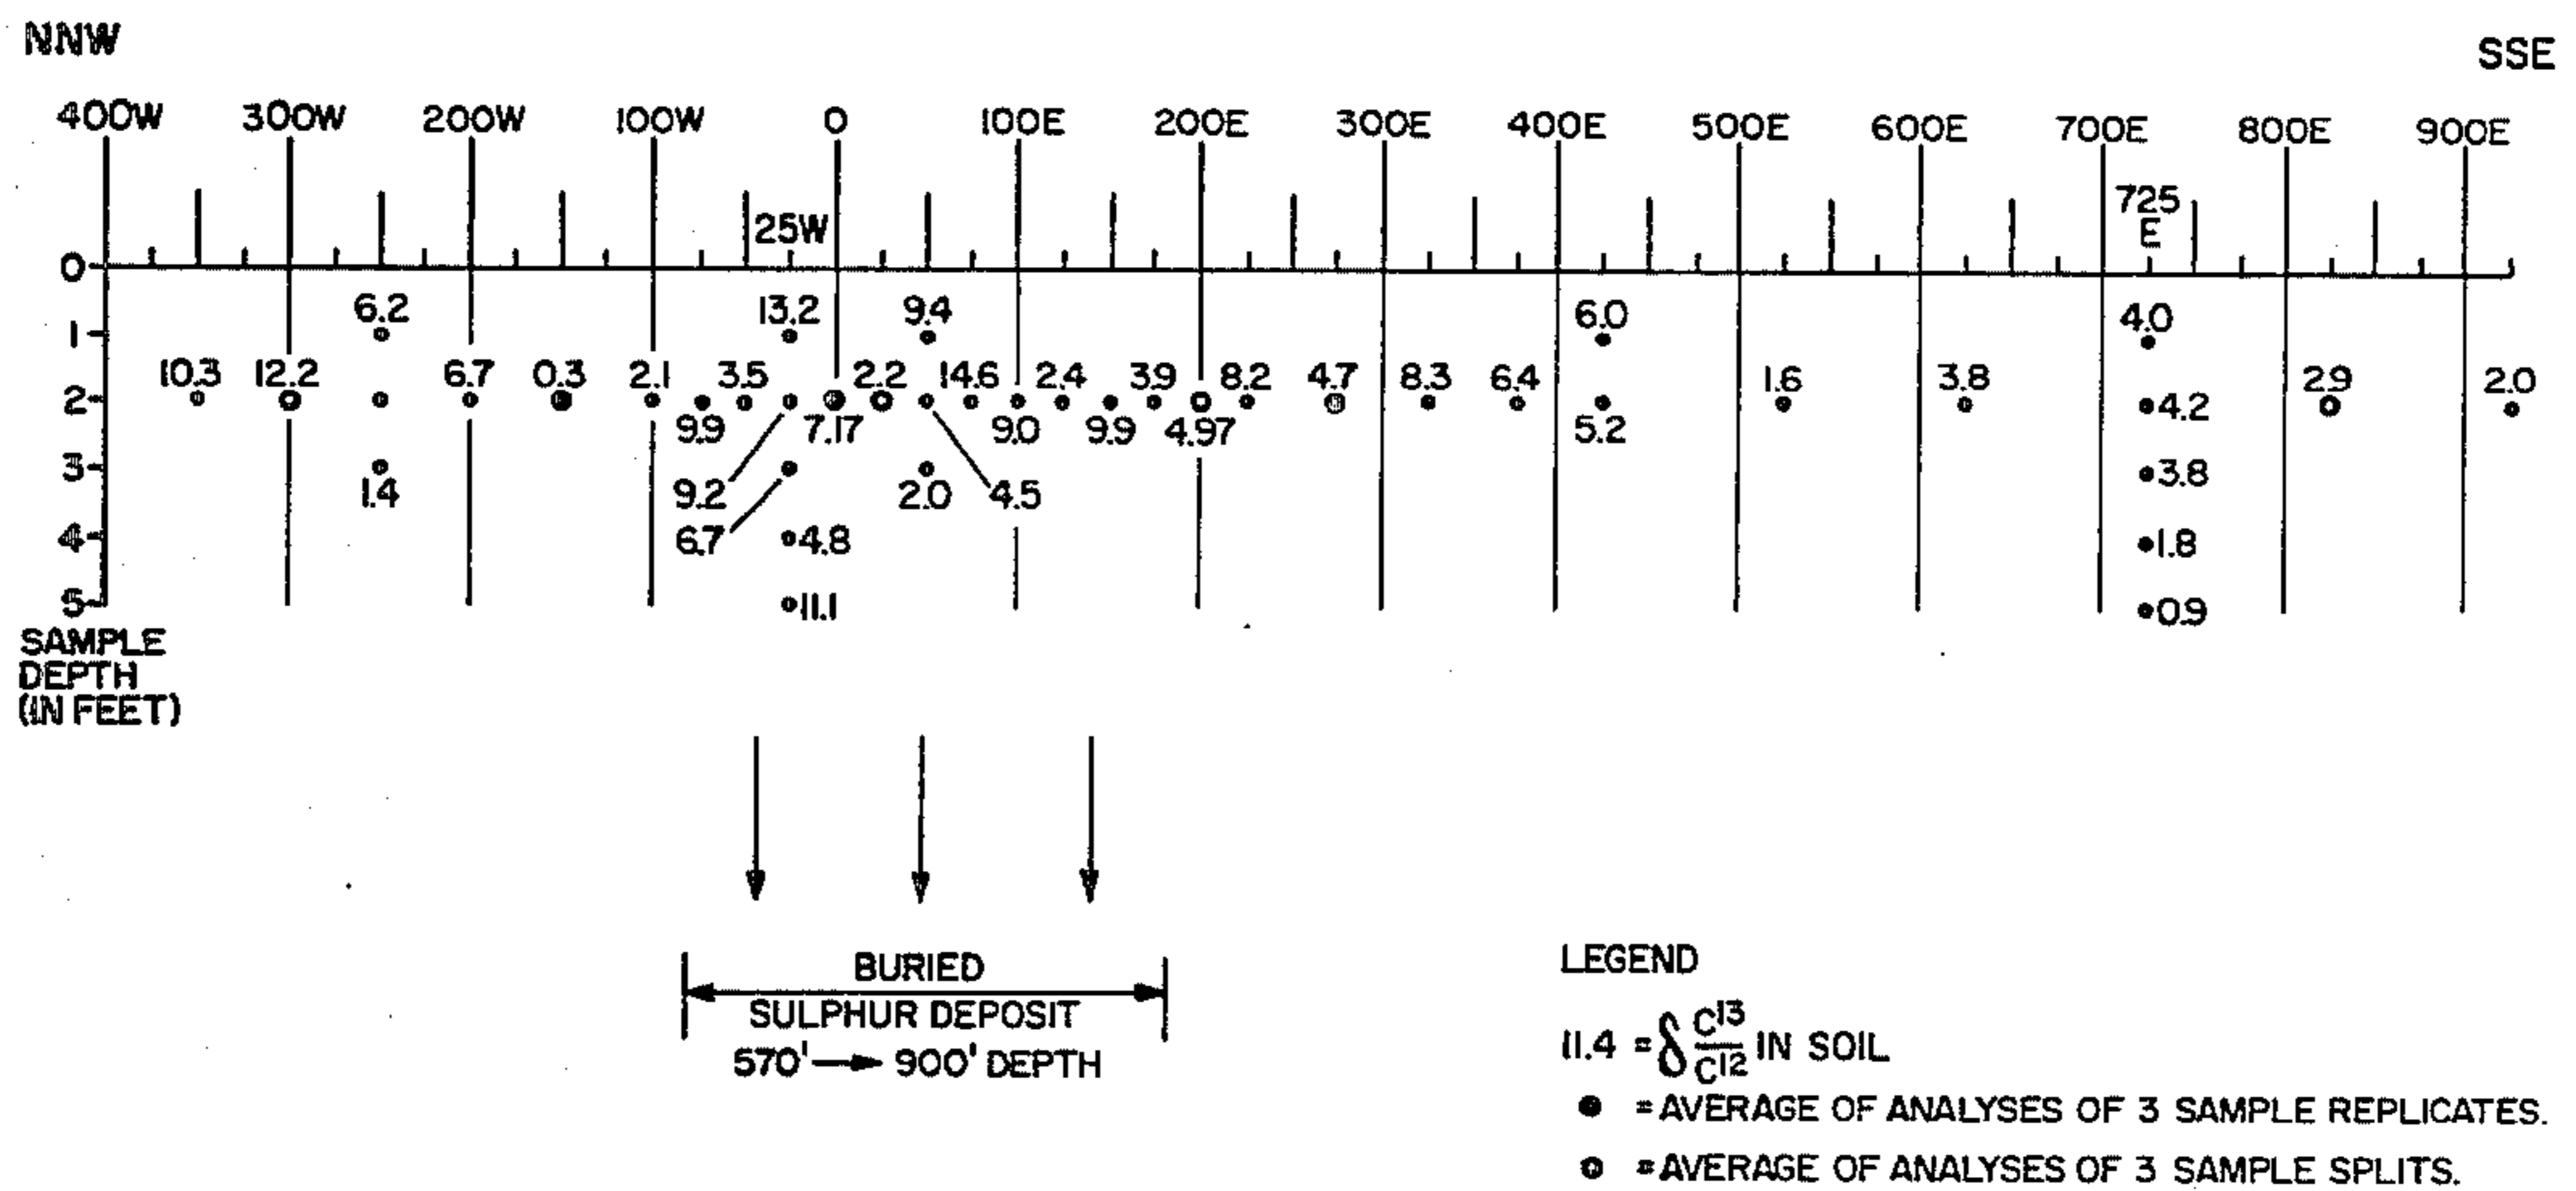 NNW
SSE
400W 300W 200W 100W 0 100E 200E 300E 400E 500E 600E 700E 800E 900E
25W
725
E
0
6.2 13.2 9.4 6.0 4.0
1
10.3 12.2 6.7 0.3 2.1 3.5 2.2 14.6 2.4 3.9 8.2 4.7 8.3 6.4 1.6 3.8 2.9 2.0
2
4.2
9.9 7.17 9.0 9.9 4.97 5.2
3
3.8
1.4 9.2 2.0 4.5
4
6.7 4.8 1.8
5
11.1 0.9
SAMPLE
DEPTH
(IN FEET)
BURIED
SULPHUR DEPOSIT
570' 900' DEPTH
LEGEND
11.4 = δ C13/C12 IN SOIL
= AVERAGE OF ANALYSES OF 3 SAMPLE REPLICATES.
= AVERAGE OF ANALYSES OF 3 SAMPLE SPLITS.